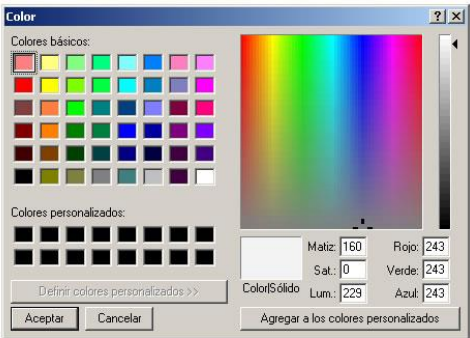 Color
Colores básicos:
Colores personalizados:
Definir colores personalizados >>
Aceptar Cancelar
Color|Sólido
Matiz: 160 Rojo: 243
Sat.: 0 Verde: 243
Lum.: 229 Azul: 243
Agregar a los colores personalizados